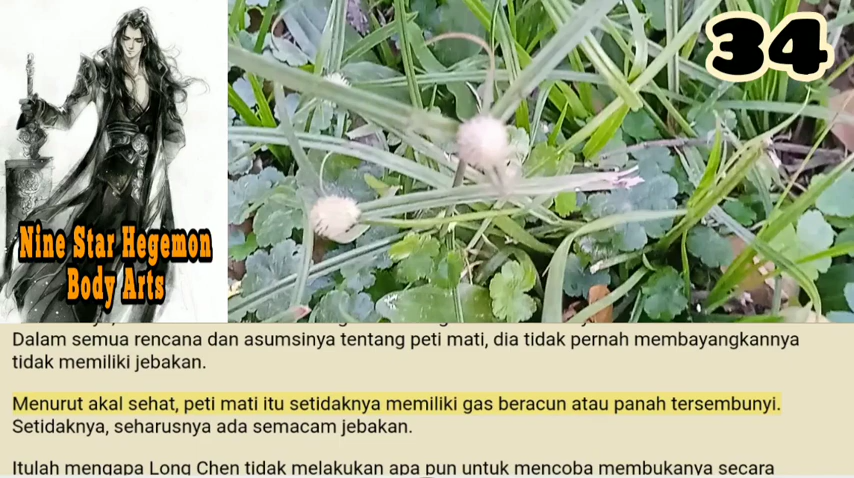 34
Nine Star Hegemon
Body Arts
Dalam semua rencana dan asumsinya tentang peti mati, dia tidak pernah membayangkannya
tidak memiliki jebakan.
Menurut akal sehat, peti mati itu setidaknya memiliki gas beracun atau panah tersembunyi.
Setidaknya, seharusnya ada semacam jebakan.
Itulah mengapa Long Chen tidak melakukan apa pun untuk mencoba membukanya secara